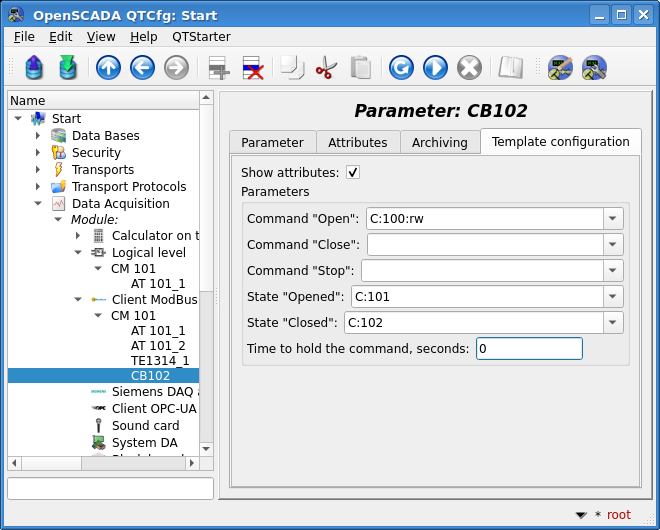 OpenSCADA QTCfg: Start
File Edit View Help QTStarter
Name
Start
Data Bases
Security
Transports
Transport Protocols
Data Acquisition
Module:
Calculator on t
Logical level
CM 101
AT 101_1
Client ModBus
CM 101
AT 101_1
AT 101_2
TE1314_1
CB102
Siemens DAQ
Client OPC-UA
Sound card
System DA
Parameter: CB102
Parameter Attributes Archiving Template configuration
Show attributes:
Parameters
Command "Open": C:100:rw
Command "Close":
Command "Stop":
State "Opened": C:101
State "Closed": C:102
Time to hold the command, seconds: 0
* root